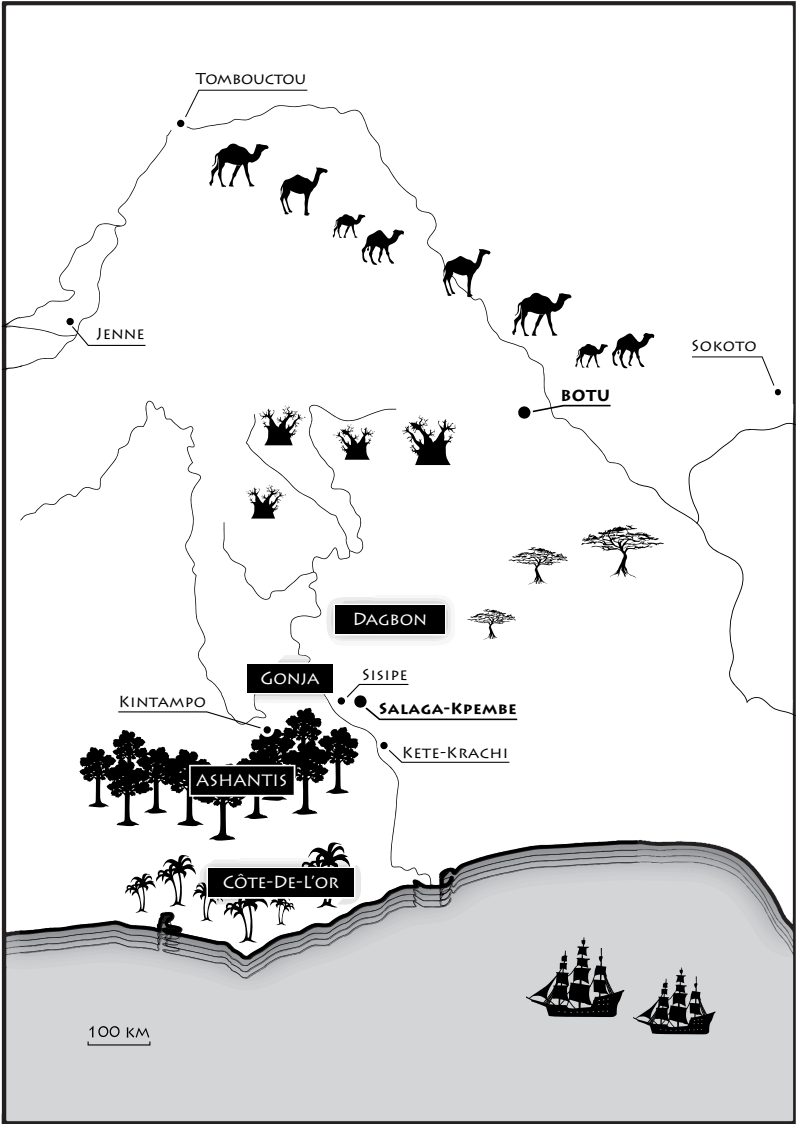 Tombouctou
Jenne
Sokoto
BOTU
Dagbon
Gonja
Sisipe
Kintampo
Salaga-Kpembe
Kete-Krachi
ASHANTIS
Côte-De-L'or
100 KM